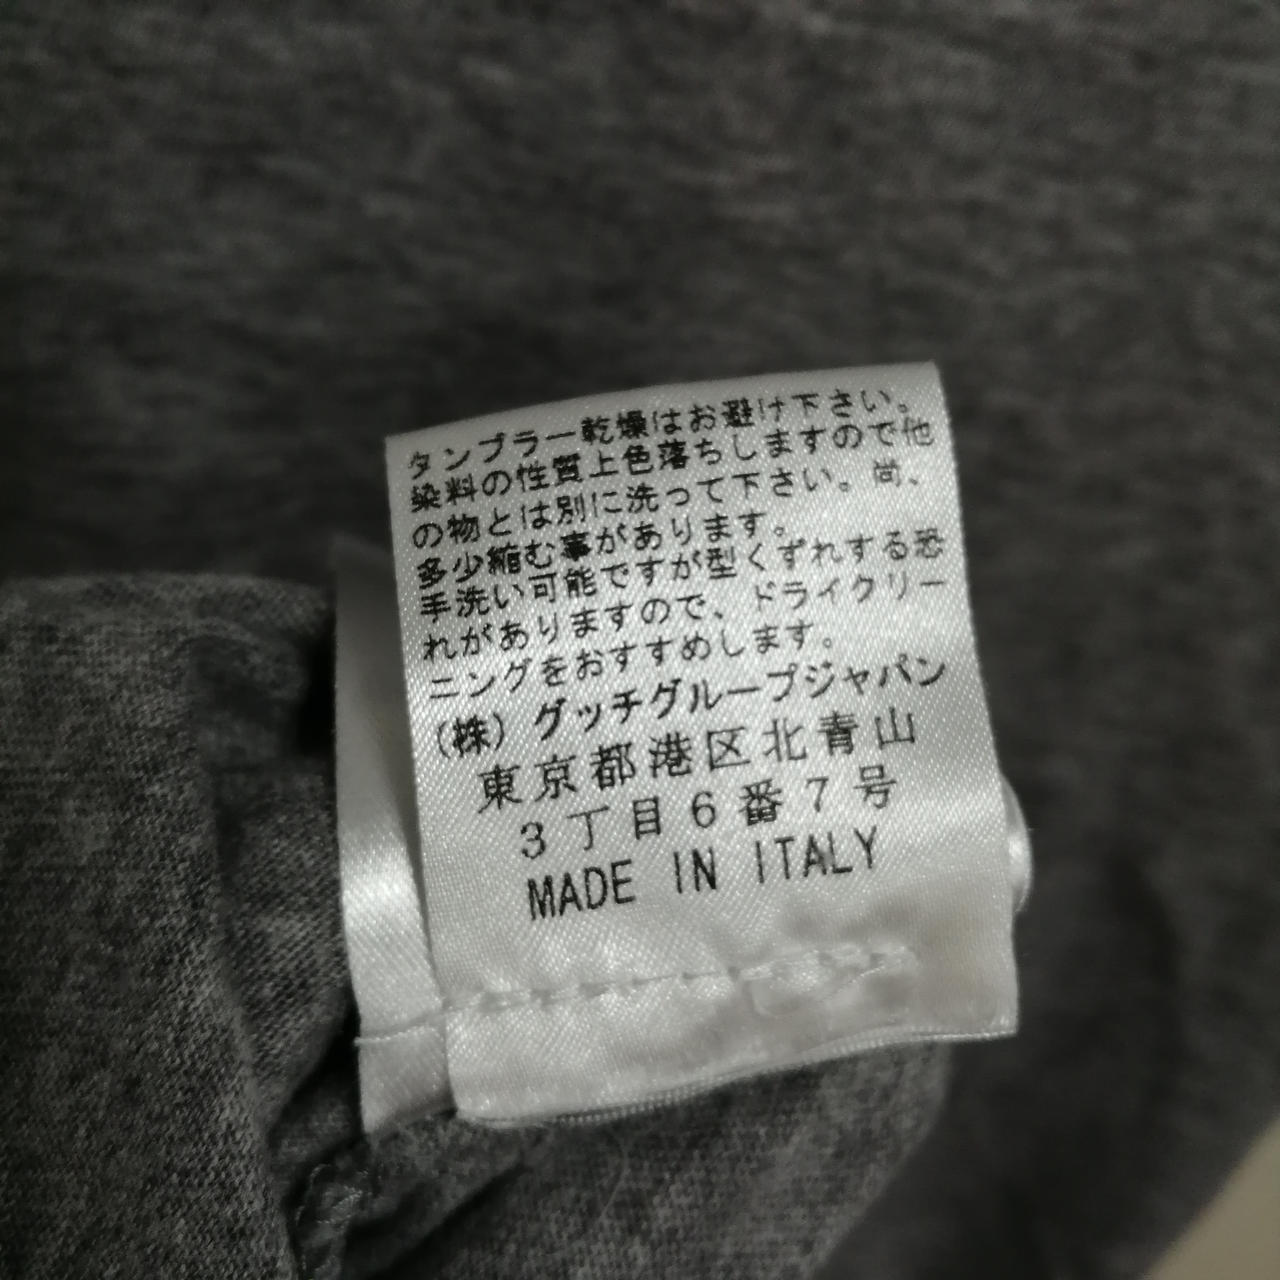 タンブラー乾燥はお避け下さい。
染料の性質上色落ちしますので他
の物とは別に洗って下さい。尚、
多少縮む事があります。
手洗い可能ですが型くずれする恐
れがありますので、ドライクリー
ニングをおすすめします。
(株)グッチグループジャパン
東京都港区北青山
3丁目6番7号
MADE IN ITALY